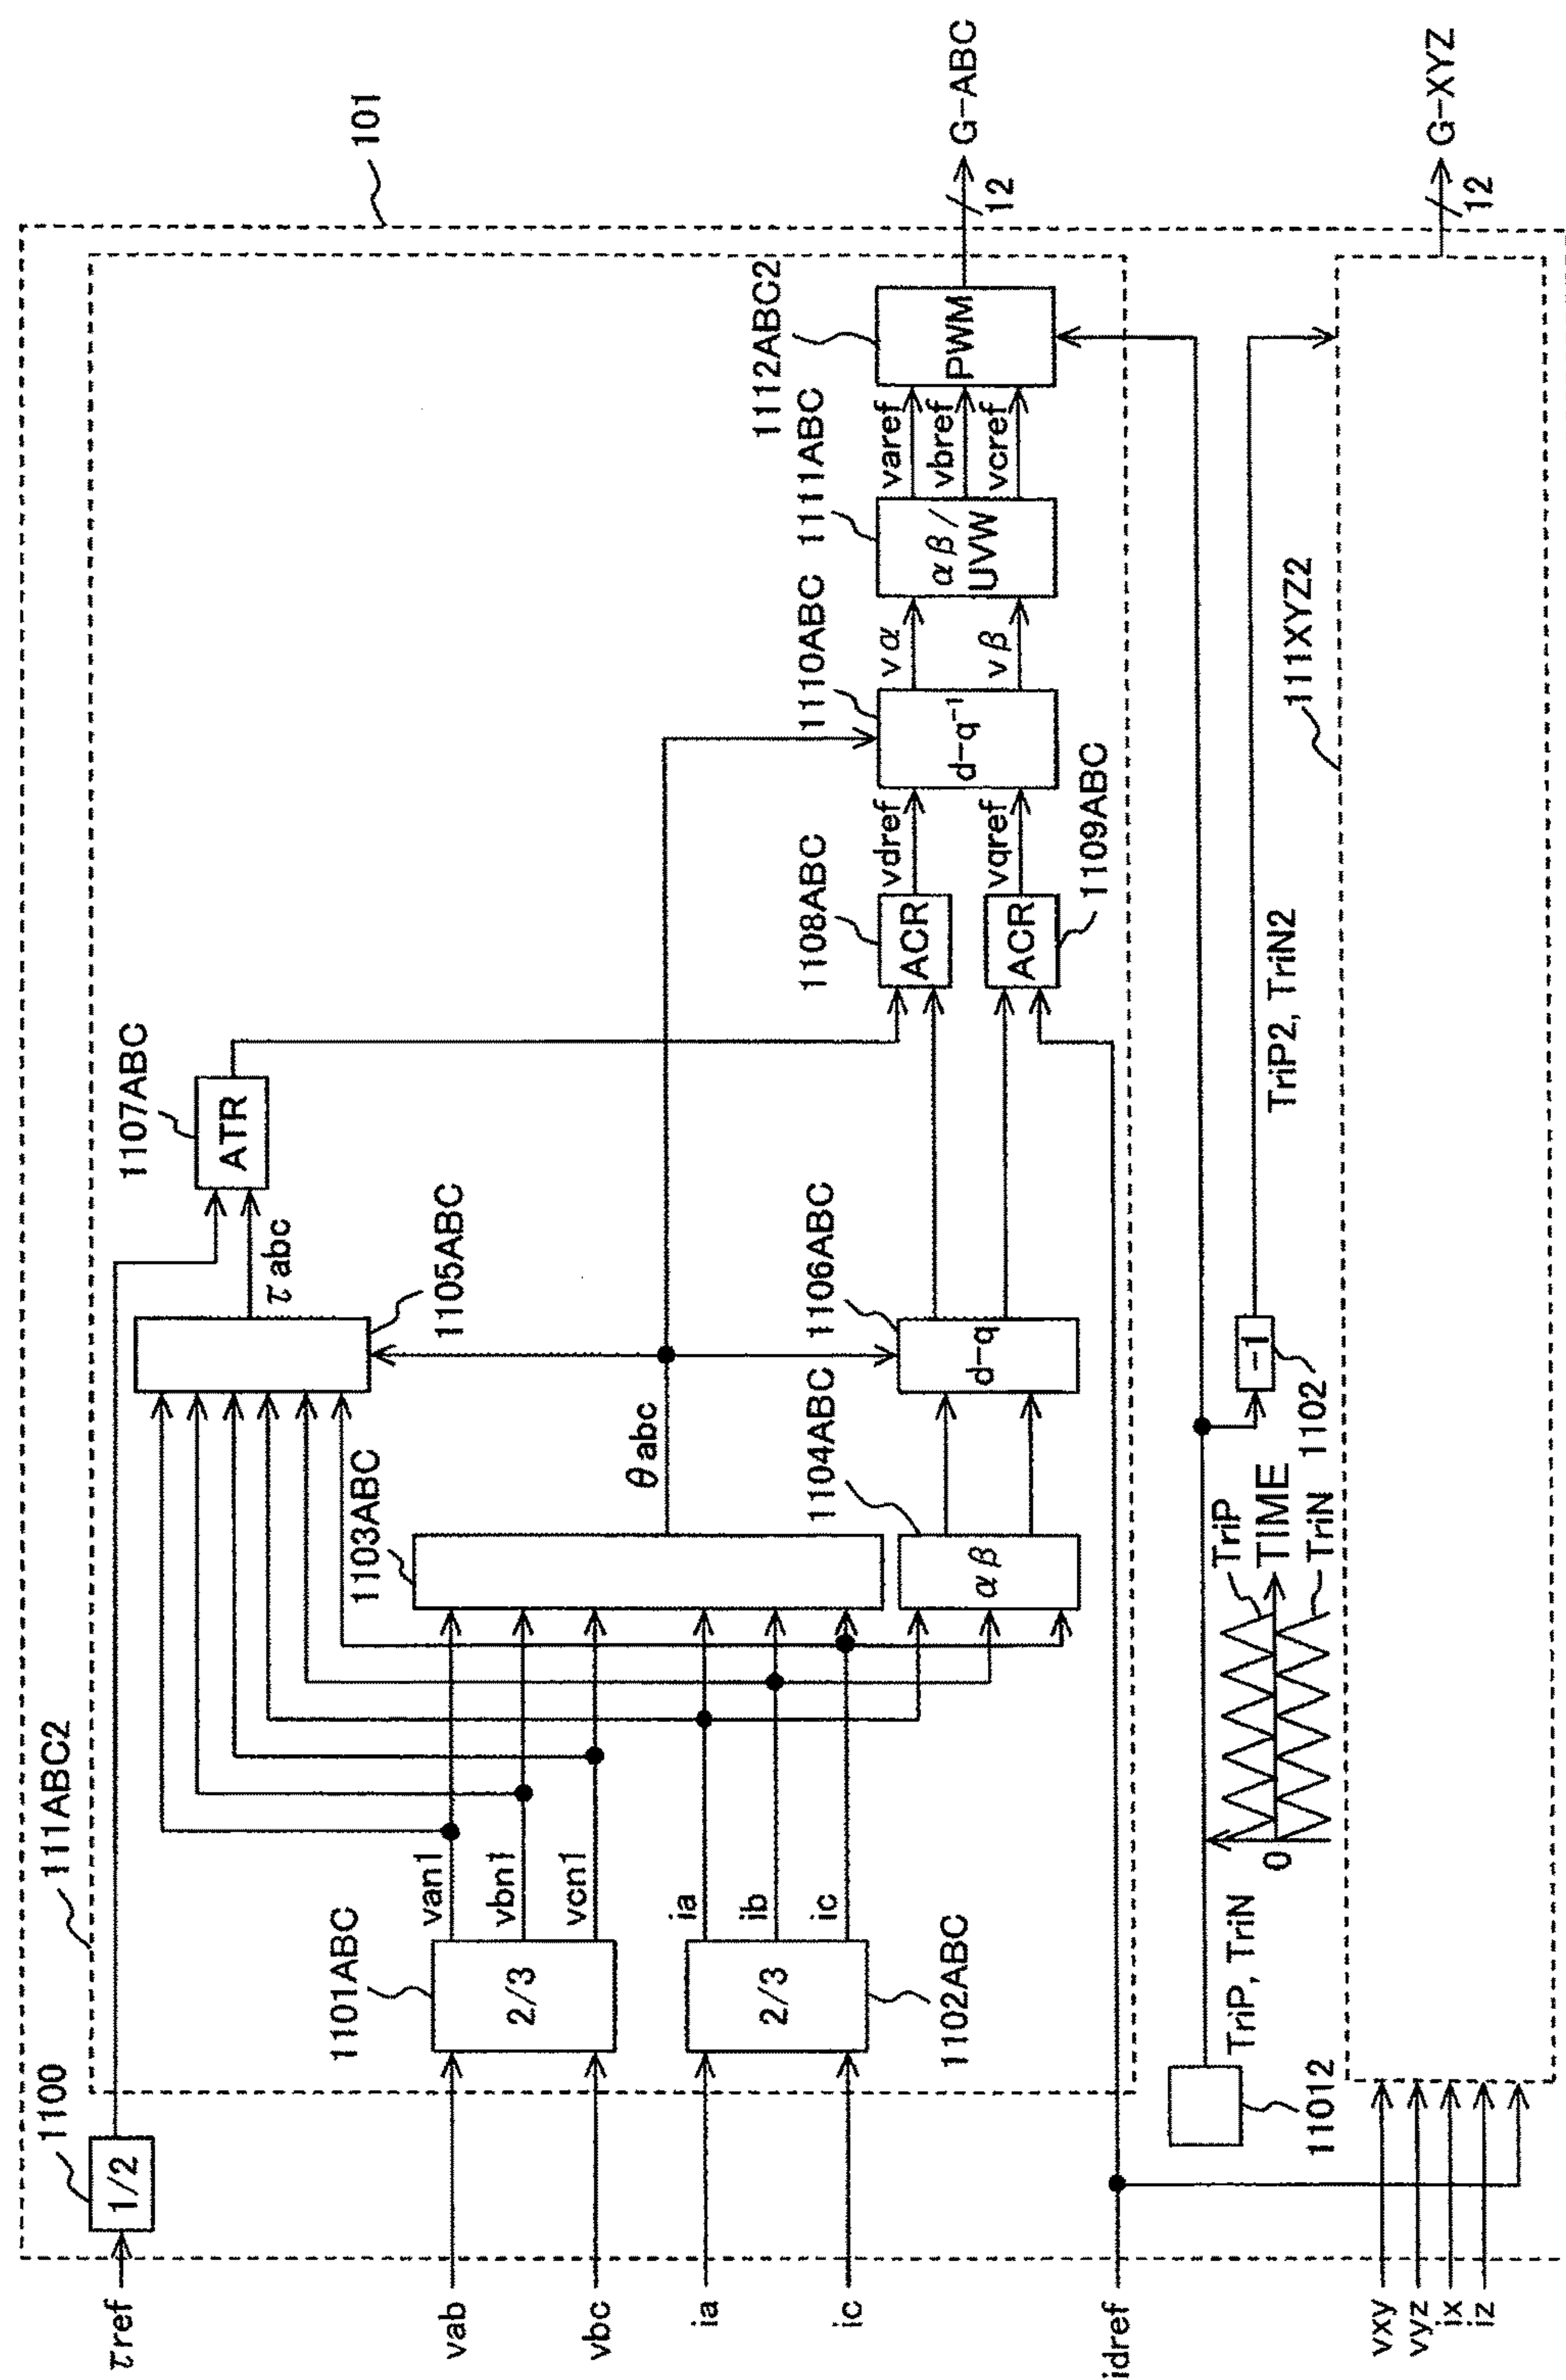 101
111ABC2
1100
τref
1/2
1107ABC
ATR
τabc
1105ABC
1101ABC
vab
vbc
2/3
van1
vbn1
vcn1
1103ABC
θabc
1102ABC
ia
ic
2/3
ia
ib
ic
1104ABC
αβ
1106ABC
d-q
1108ABC
ACR
vdref
1109ABC
ACR
vqref
1110ABC
d-q⁻¹
vα
vβ
1111ABC
αβ/
UVW
varef
vbref
vcref
1112ABC2
PWM
12
G-ABC
idref
11012
TriP, TriN
0
TriP
TIME
TriN
1102
-1
TriP2, TriN2
111XYZ2
vxy
vyz
ix
iz
12
G-XYZ